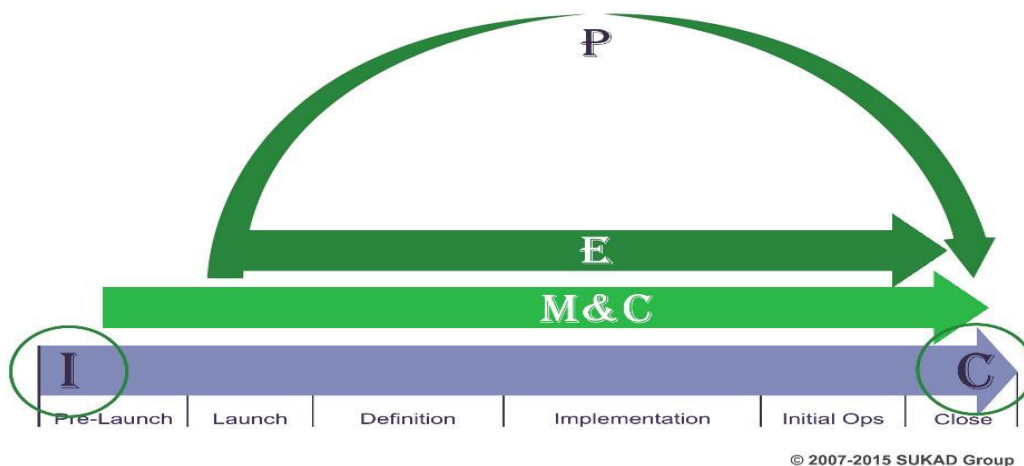 P
E
M&C
I C
Pre-Launch Launch Definition Implementation Initial Ops Close
© 2007-2015 SUKAD Group